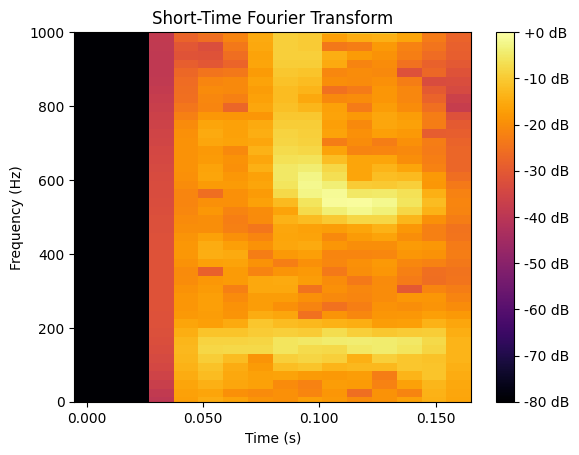 Short-Time Fourier Transform
1000
800
600
400
200
0
Frequency (Hz)
0.000
0.050
0.100
0.150
Time (s)
+0 dB
-10 dB
-20 dB
-30 dB
-40 dB
-50 dB
-60 dB
-70 dB
-80 dB